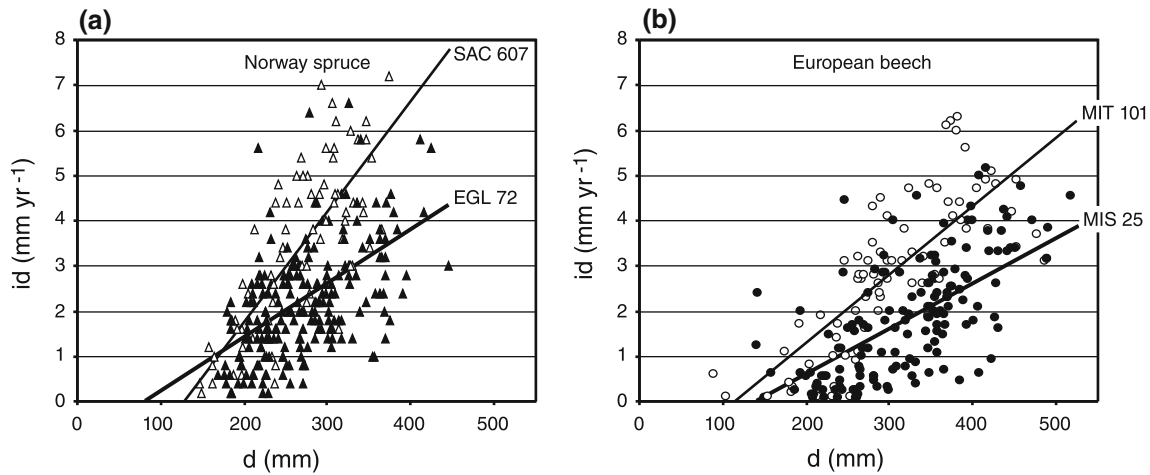 (a)
8
7
6
5
4
3
2
1
0
id (mm yr⁻¹)
Norway spruce
SAC 607
EGL 72
0 100 200 300 400 500
d (mm)
(b)
8
7
6
5
4
3
2
1
0
id (mm yr⁻¹)
European beech
MIT 101
MIS 25
0 100 200 300 400 500
d (mm)